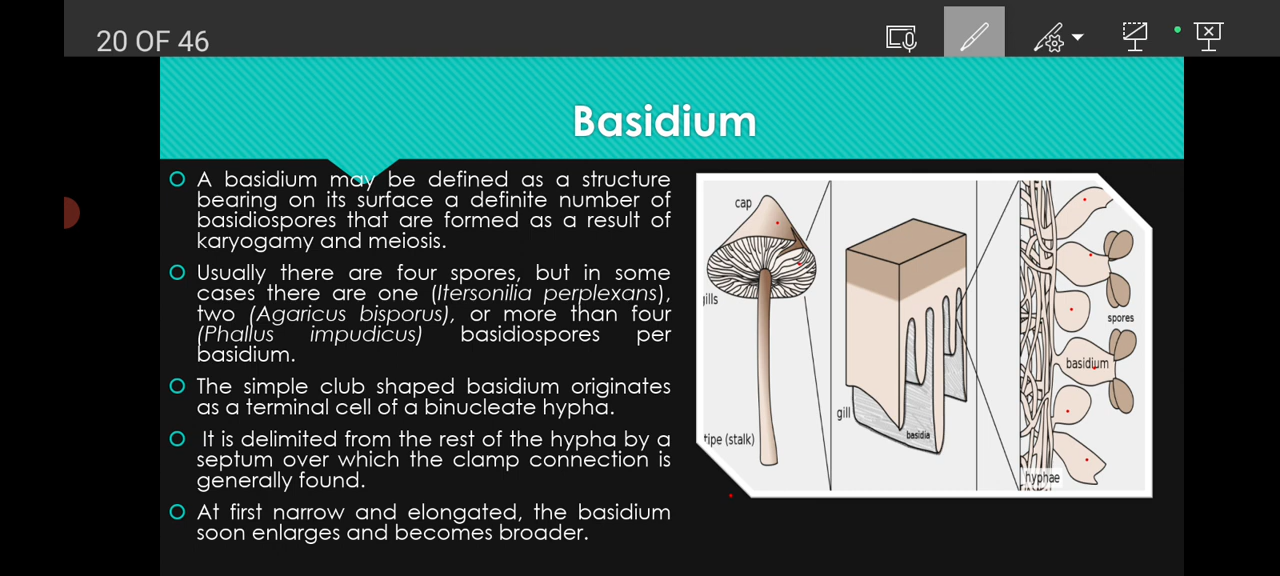 20 OF 46
Basidium
A basidium may be defined as a structure
bearing on its surface a definite number of
basidiospores that are formed as a result of
karyogamy and meiosis.
Usually there are four spores, but in some
cases there are one (Itersonilia perplexans),
two (Agaricus bisporus), or more than four
(Phallus impudicus) basidiospores per
basidium.
The simple club shaped basidium originates
as a terminal cell of a binucleate hypha.
It is delimited from the rest of the hypha by a
septum over which the clamp connection is
generally found.
At first narrow and elongated, the basidium
soon enlarges and becomes broader.
cap
gills
tipe (stalk)
gill
basidia
spores
basidium
hyphae